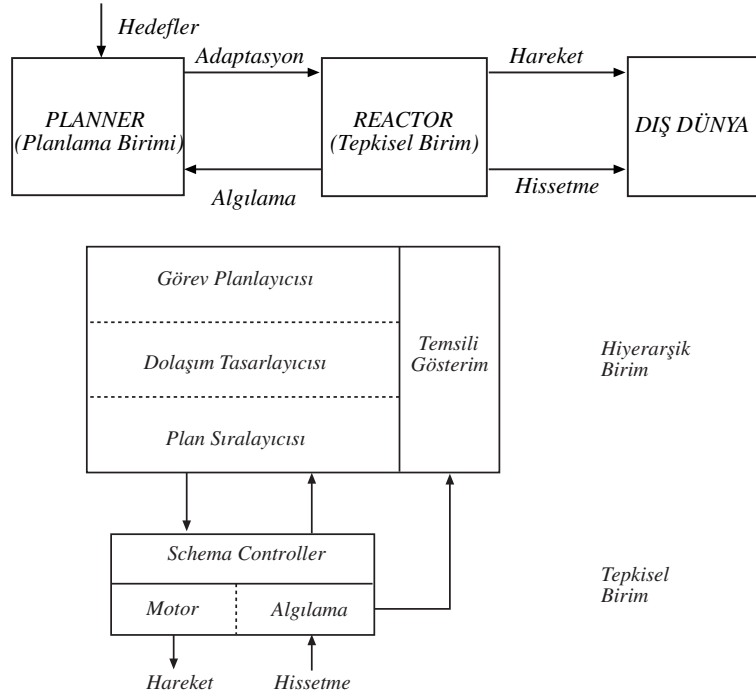 Hedefler
Adaptasyon
Hareket
PLANNER
(Planlama Birimi)
REACTOR
(Tepkisel Birim)
DIŞ DÜNYA
Algılama
Hissetme
Görev Planlayıcısı
Dolaşım Tasarlayıcısı
Plan Sıralayıcısı
Temsili
Gösterim
Hiyerarşik
Birim
Schema Controller
Motor
Algılama
Tepkisel
Birim
Hareket
Hissetme